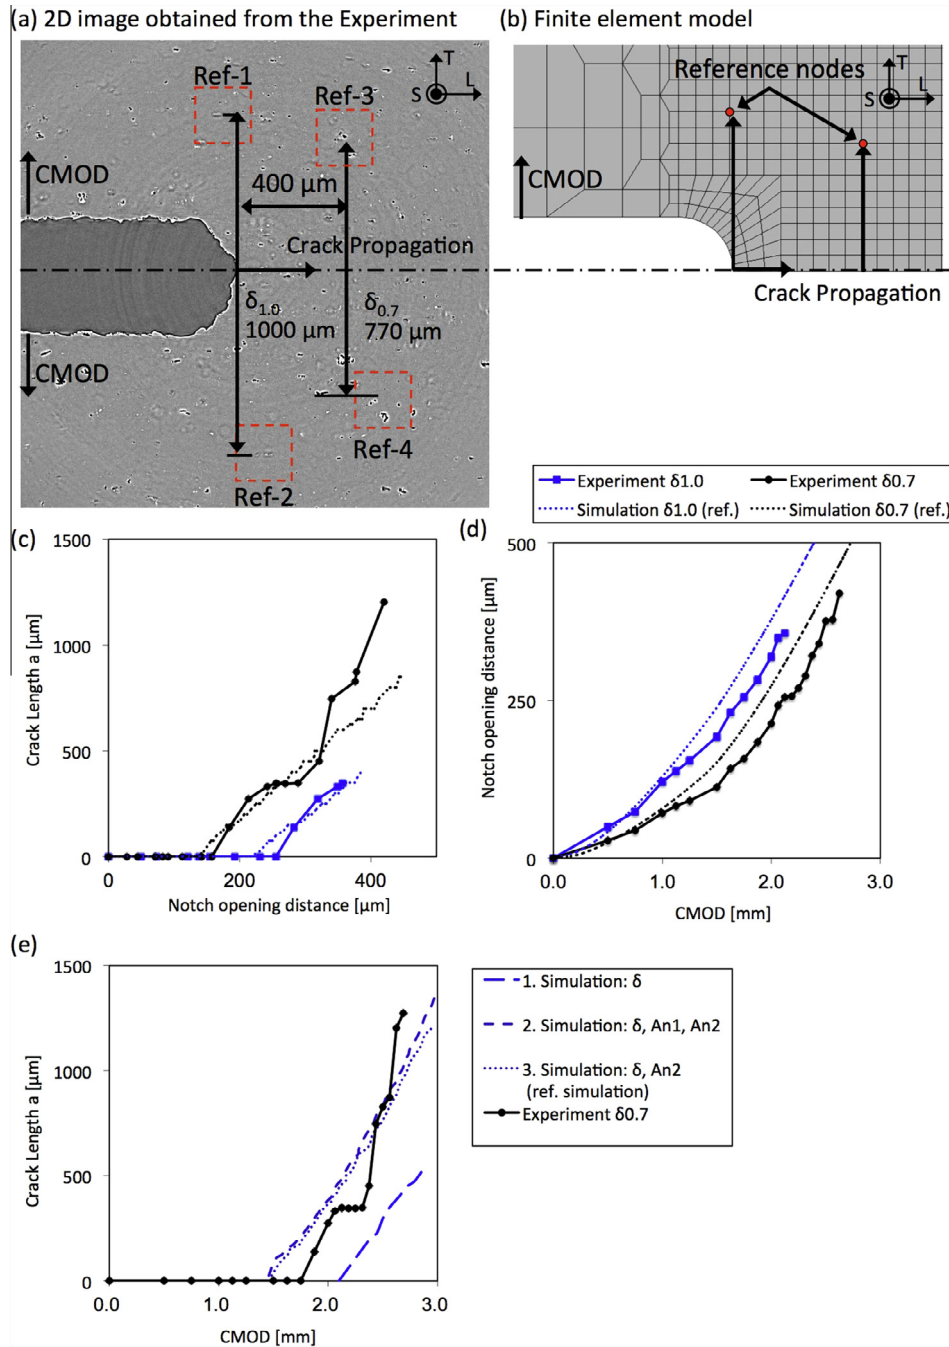 (a) 2D image obtained from the Experiment
Ref-1
Ref-3
T
L
S
CMOD
400 µm
Crack Propagation
δ1.0
1000 µm
δ0.7
770 µm
CMOD
Ref-4
Ref-2
(b) Finite element model
Reference nodes
T
L
S
CMOD
Crack Propagation
Experiment δ1.0
Experiment δ0.7
Simulation δ1.0 (ref.)
Simulation δ0.7 (ref.)
(c)
1500
1000
500
0
0
200
400
Crack Length a [µm]
Notch opening distance [µm]
(d)
500
250
0
0.0
1.0
2.0
3.0
Notch opening distance [µm]
CMOD [mm]
(e)
1500
1000
500
0
0.0
1.0
2.0
3.0
Crack Length a [µm]
CMOD [mm]
1. Simulation: δ
2. Simulation: δ, An1, An2
3. Simulation: δ, An2
(ref. simulation)
Experiment δ0.7